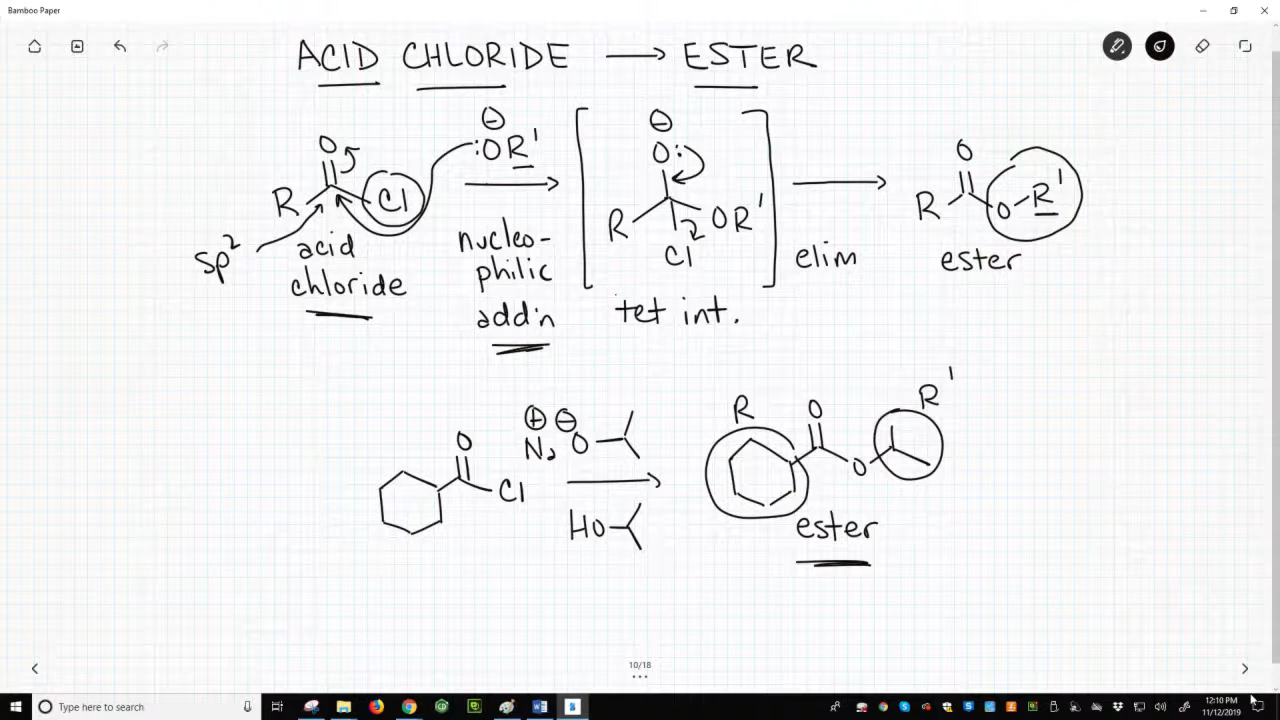 Bamboo Paper
ACID CHLORIDE → ESTER
⊖
O
:OR'
R
Cl
sp²
acid
chloride
nucleo-
philic
add'n
⊖
O:
R
OR'
Cl
tet int.
elim
O
R
O
R'
ester
O
Cl
⊕ ⊖
Na O
HO
R
O
O
R'
ester
10/18
Type here to search
12:10 PM
11/12/2019